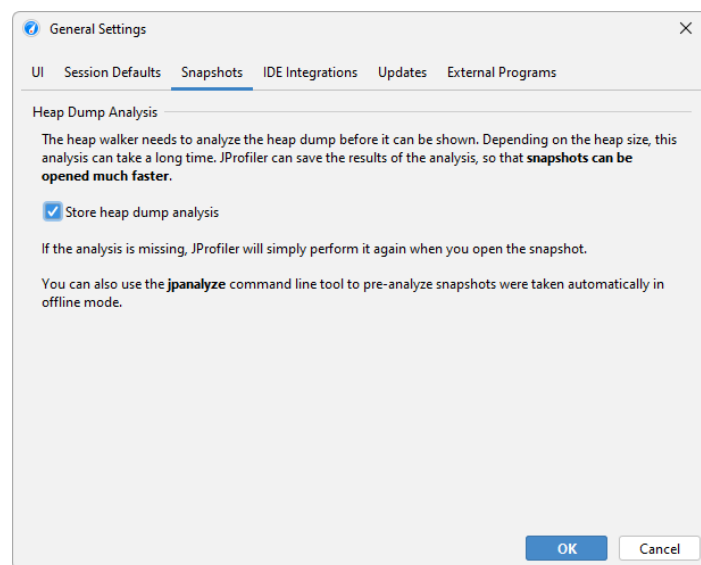 General Settings
UI Session Defaults Snapshots IDE Integrations Updates External Programs
Heap Dump Analysis
The heap walker needs to analyze the heap dump before it can be shown. Depending on the heap size, this
analysis can take a long time. JProfiler can save the results of the analysis, so that snapshots can be
opened much faster.
Store heap dump analysis
If the analysis is missing, JProfiler will simply perform it again when you open the snapshot.
You can also use the jpanalyze command line tool to pre-analyze snapshots were taken automatically in
offline mode.
OK Cancel